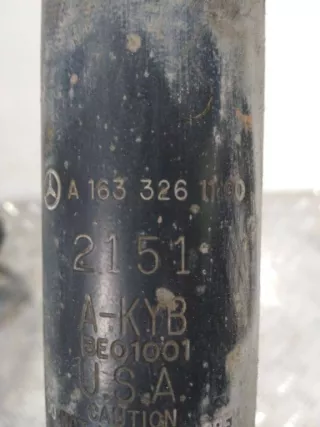 A 163 326 11 00
2151
A-KYB
BE01001
U.S.A
CAUTION